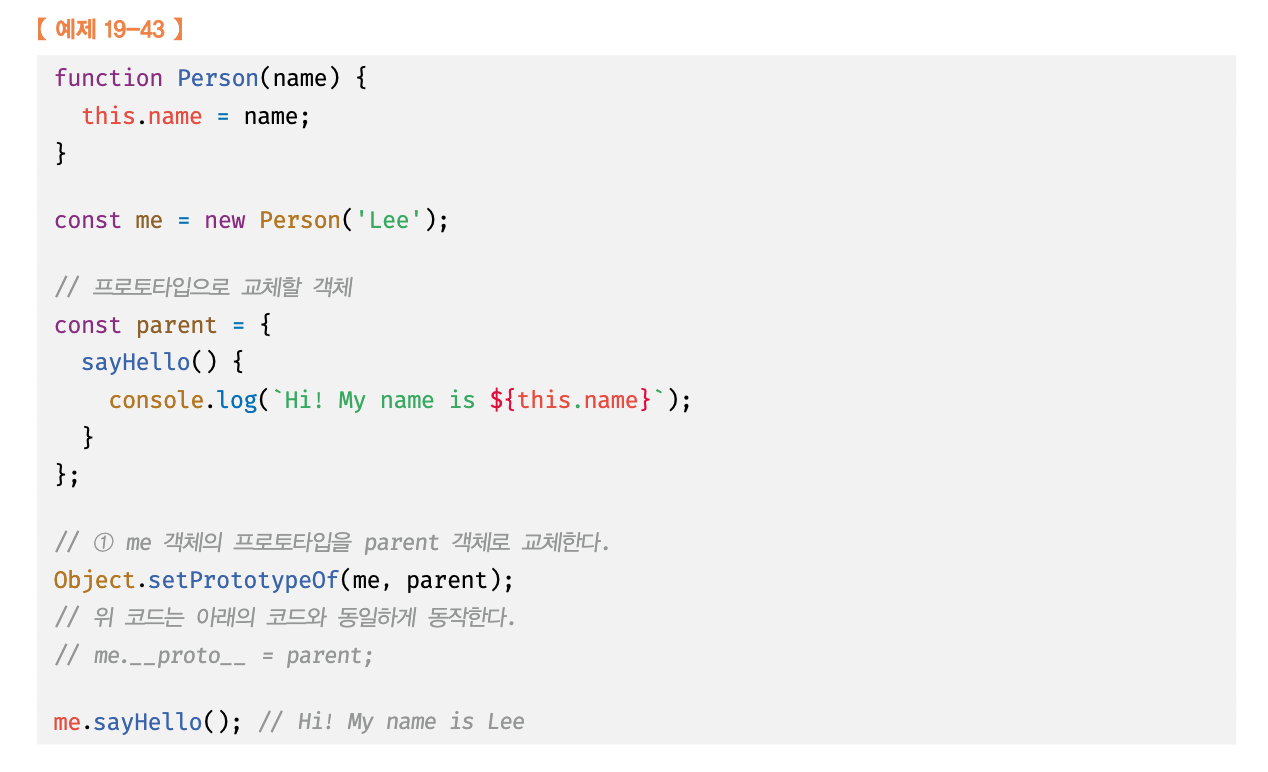 【 예제 19–43 】
function Person(name) {
  this.name = name;
}
const me = new Person('Lee');
// 프로토타입으로 교체할 객체
const parent = {
  sayHello() {
    console.log(`Hi! My name is ${this.name}`);
  }
};
// ① me 객체의 프로토타입을 parent 객체로 교체한다.
Object.setPrototypeOf(me, parent);
// 위 코드는 아래의 코드와 동일하게 동작한다.
// me.__proto__ = parent;
me.sayHello(); // Hi! My name is Lee